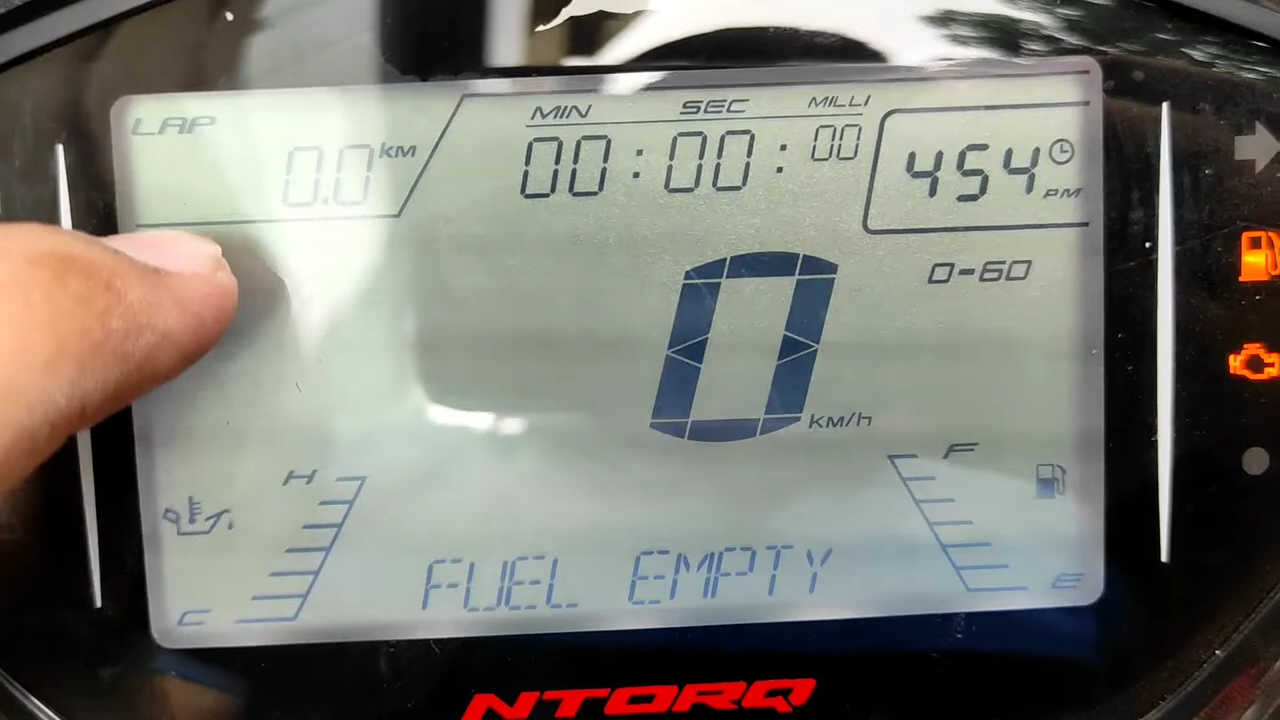 LAP
0.0 KM
MIN SEC MILLI
00:00:00
454 PM
0-60
0 KM/H
H
F
C
E
FUEL EMPTY
NTORQ